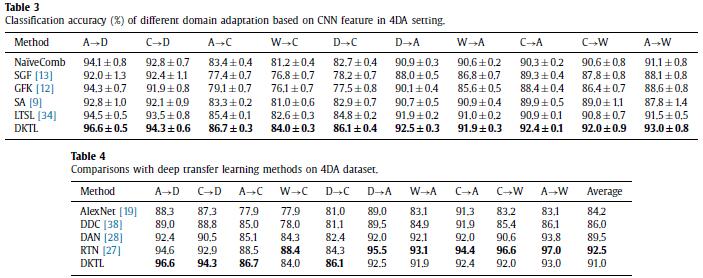 Table 3
Classification accuracy (%) of different domain adaptation based on CNN feature in 4DA setting.
Method A→D C→D A→C W→C D→C D→A W→A C→A C→W A→W
NaïveComb 94.1 ± 0.8 92.8 ± 0.7 83.4 ± 0.4 81.2 ± 0.4 82.7 ± 0.4 90.9 ± 0.3 90.6 ± 0.2 90.3 ± 0.2 90.6 ± 0.8 91.1 ± 0.8
SGF [13] 92.0 ± 1.3 92.4 ± 1.1 77.4 ± 0.7 76.8 ± 0.7 78.2 ± 0.7 88.0 ± 0.5 86.8 ± 0.7 89.3 ± 0.4 87.8 ± 0.8 88.1 ± 0.8
GFK [12] 94.3 ± 0.7 91.9 ± 0.8 79.1 ± 0.7 76.1 ± 0.7 77.5 ± 0.8 90.1 ± 0.4 85.6 ± 0.5 88.4 ± 0.4 86.4 ± 0.7 88.6 ± 0.8
SA [9] 92.8 ± 1.0 92.1 ± 0.9 83.3 ± 0.2 81.0 ± 0.6 82.9 ± 0.7 90.7 ± 0.5 90.9 ± 0.4 89.9 ± 0.5 89.0 ± 1.1 87.8 ± 1.4
LTSL [34] 94.5 ± 0.5 93.5 ± 0.8 85.4 ± 0.1 82.6 ± 0.3 84.8 ± 0.2 91.9 ± 0.2 91.0 ± 0.2 90.9 ± 0.1 90.8 ± 0.7 91.5 ± 0.5
DKTL 96.6 ± 0.5 94.3 ± 0.6 86.7 ± 0.3 84.0 ± 0.3 86.1 ± 0.4 92.5 ± 0.3 91.9 ± 0.3 92.4 ± 0.1 92.0 ± 0.9 93.0 ± 0.8
Table 4
Comparisons with deep transfer learning methods on 4DA dataset.
Method A→D C→D A→C W→C D→C D→A W→A C→A C→W A→W Average
AlexNet [19] 88.3 87.3 77.9 77.9 81.0 89.0 83.1 91.3 83.2 83.1 84.2
DDC [38] 89.0 88.8 85.0 78.0 81.1 89.5 84.9 91.9 85.4 86.1 86.0
DAN [28] 92.4 90.5 85.1 84.3 82.4 92.0 92.1 92.0 90.6 93.8 89.5
RTN [27] 94.6 92.9 88.5 88.4 84.3 95.5 93.1 94.4 96.6 97.0 92.5
DKTL 96.6 94.3 86.7 84.0 86.1 92.5 91.9 92.4 92.0 93.0 91.0